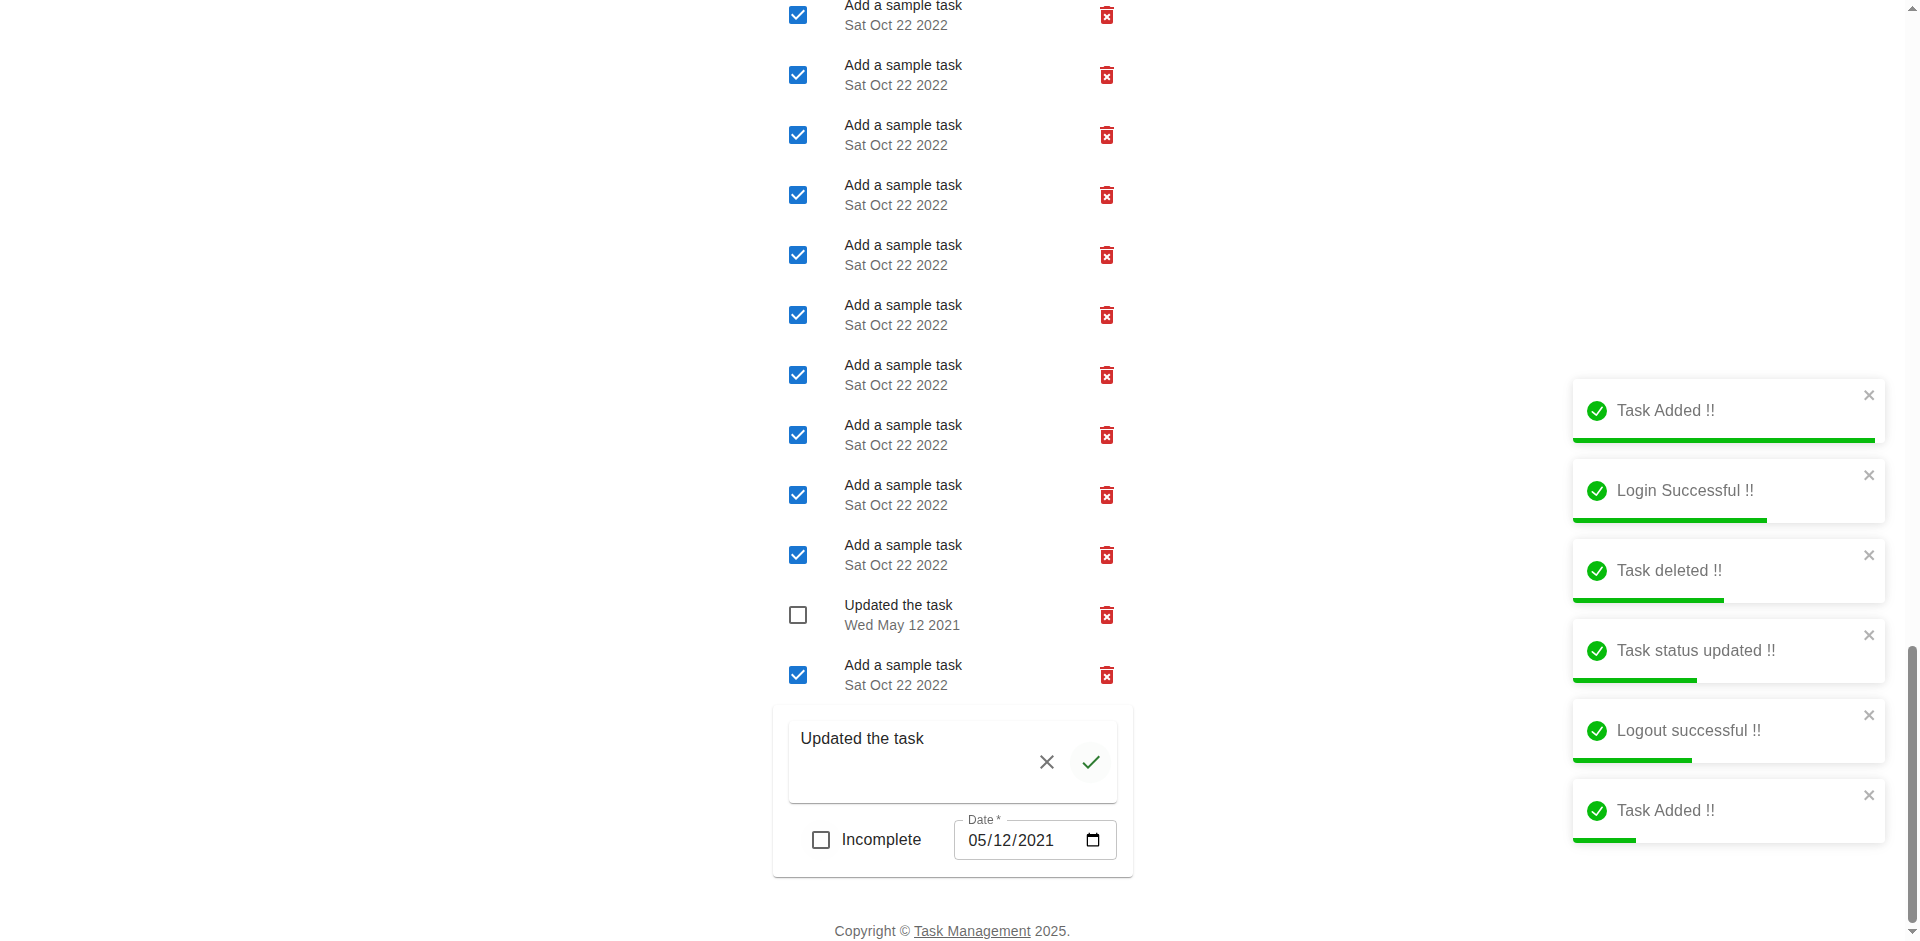 Add a sample task
Sat Oct 22 2022
Add a sample task
Sat Oct 22 2022
Add a sample task
Sat Oct 22 2022
Add a sample task
Sat Oct 22 2022
Add a sample task
Sat Oct 22 2022
Add a sample task
Sat Oct 22 2022
Add a sample task
Sat Oct 22 2022
Add a sample task
Sat Oct 22 2022
Add a sample task
Sat Oct 22 2022
Add a sample task
Sat Oct 22 2022
Updated the task
Wed May 12 2021
Add a sample task
Sat Oct 22 2022
Updated the task
Incomplete
Date *
05/12/2021
Copyright © Task Management 2025.
Task Added !!
Login Successful !!
Task deleted !!
Task status updated !!
Logout successful !!
Task Added !!